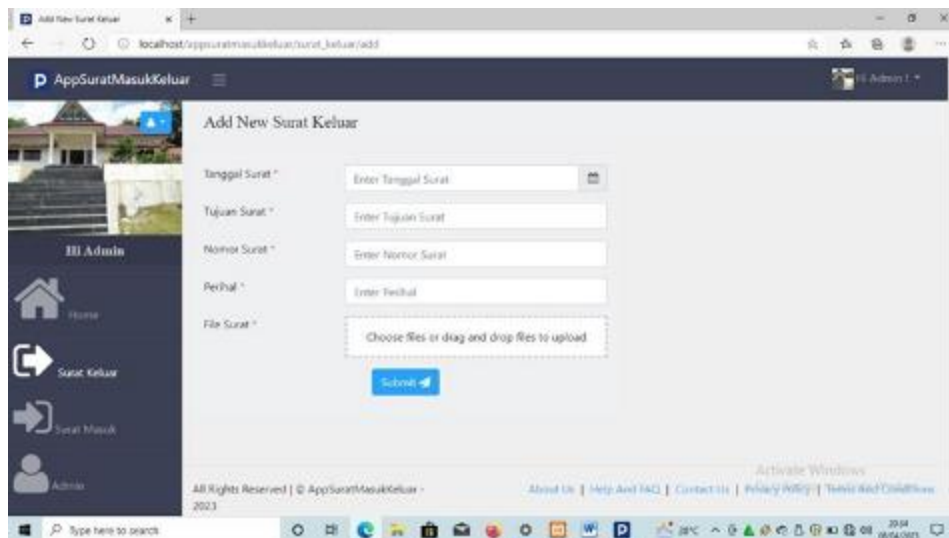 Add New Surat Keluar
localhost/appsuratmasukkeluar/surat_keluar/add
AppSuratMasukKeluar
Hi Admin !
Add New Surat Keluar
Tanggal Surat *
Enter Tanggal Surat
Tujuan Surat *
Enter Tujuan Surat
Nomor Surat *
Enter Nomor Surat
Perihal *
Enter Perihal
File Surat *
Choose files or drag and drop files to upload
Submit
Hi Admin
Home
Surat Keluar
Surat Masuk
Admin
Activate Windows
All Rights Reserved | © AppSuratMasukKeluar - 
2023
About Us | Help And FAQ | Contact Us | Privacy Policy | Terms And Conditions
Type here to search
20:34